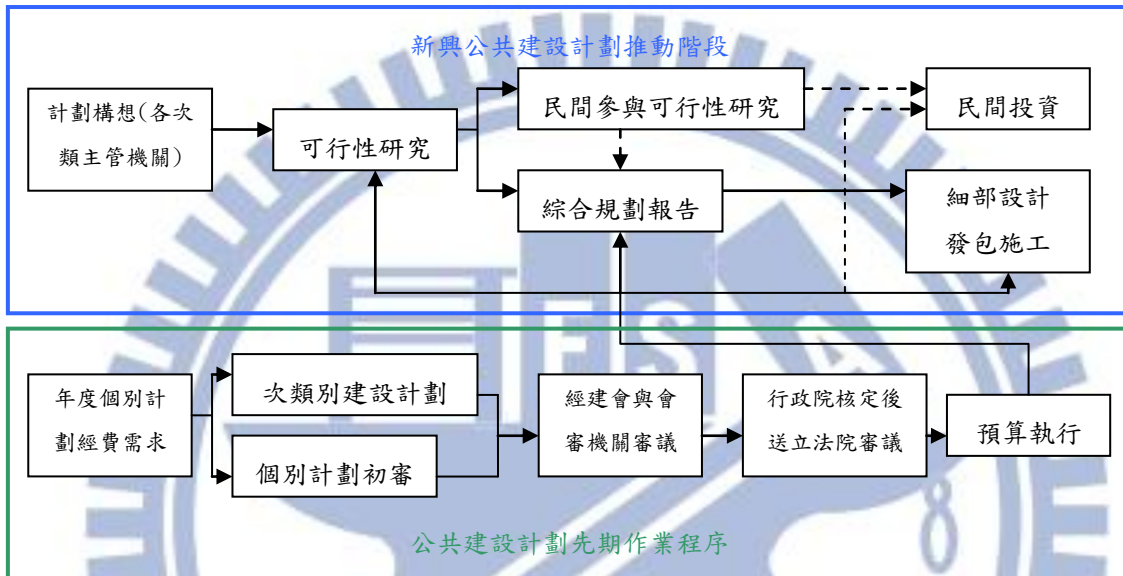 新興公共建設計劃推動階段
計劃構想(各次
類主管機關)
可行性研究
民間參與可行性研究
民間投資
綜合規劃報告
細部設計
發包施工
年度個別計
劃經費需求
次類別建設計劃
個別計劃初審
經建會與會
審機關審議
行政院核定後
送立法院審議
預算執行
公共建設計劃先期作業程序
ESA
8